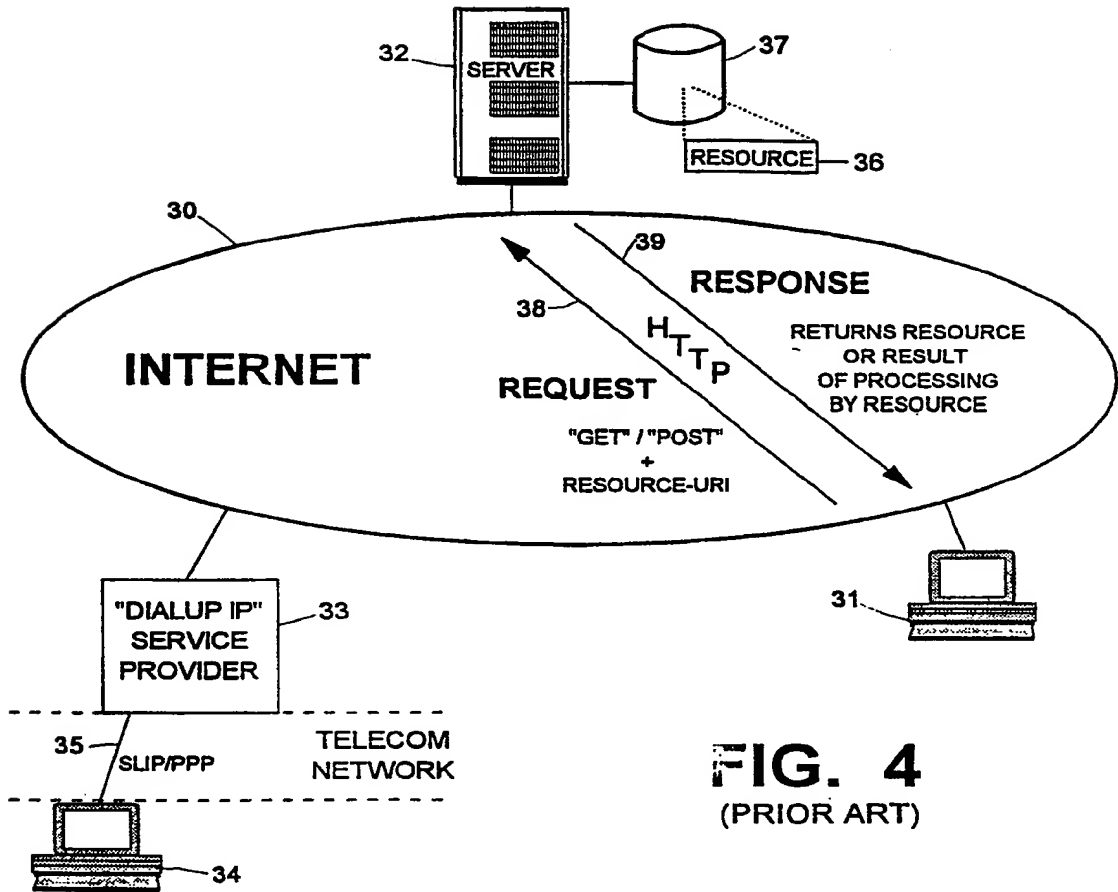 32
SERVER
37
RESOURCE
36
30
39
RESPONSE
38
HTTP
INTERNET
RETURNS RESOURCE
OR RESULT
OF PROCESSING
BY RESOURCE
REQUEST
"GET" / "POST"
+
RESOURCE-URI
"DIALUP IP"
SERVICE
PROVIDER
33
31
35
SLIP/PPP
TELECOM
NETWORK
34
FIG. 4
(PRIOR ART)